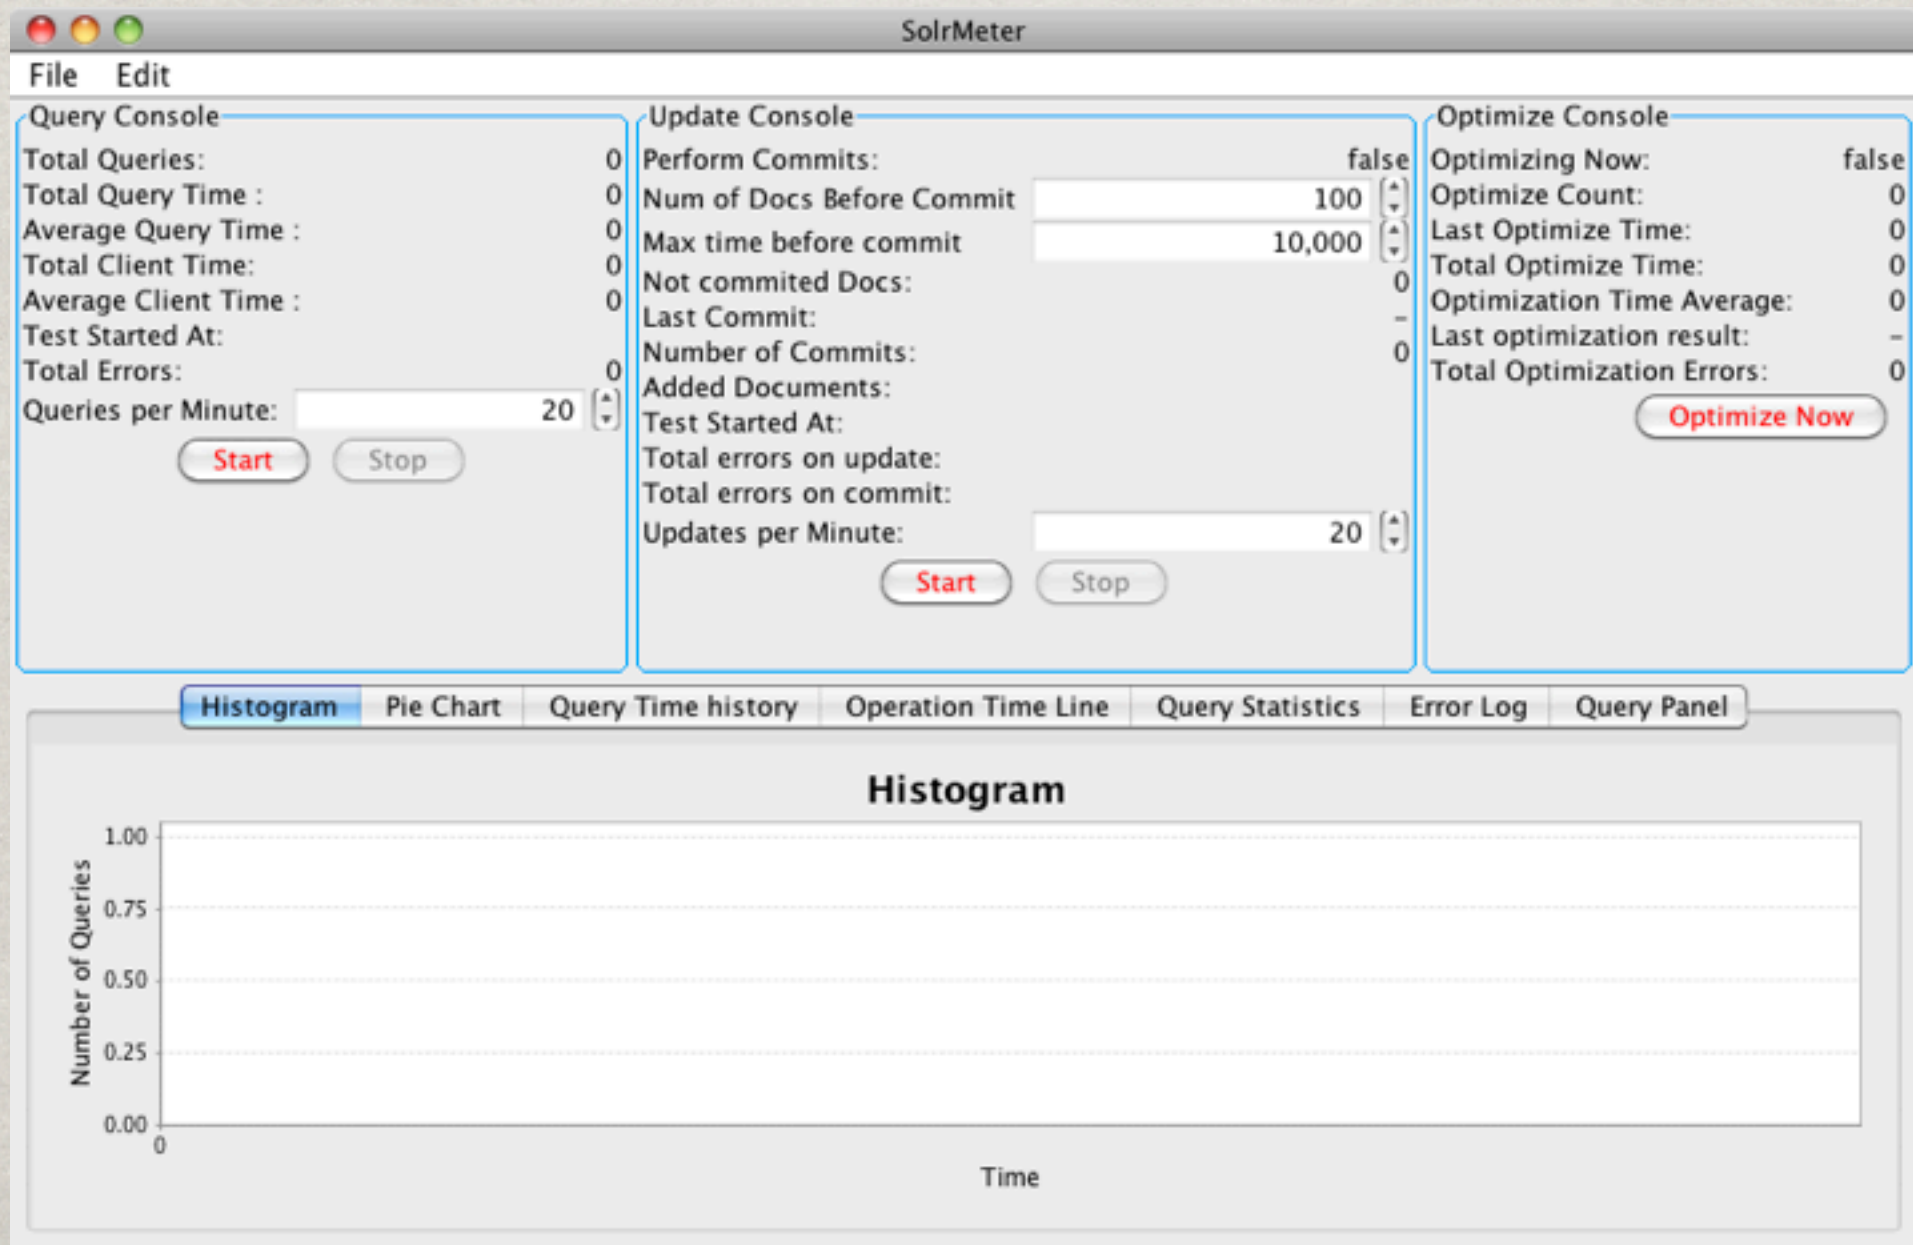 SolrMeter
File Edit
Query Console
Total Queries: 0
Total Query Time : 0
Average Query Time : 0
Total Client Time: 0
Average Client Time : 0
Test Started At:
Total Errors: 0
Queries per Minute: 20
Start Stop
Update Console
Perform Commits: false
Num of Docs Before Commit 100
Max time before commit 10,000
Not commited Docs: 0
Last Commit: -
Number of Commits: 0
Added Documents:
Test Started At:
Total errors on update:
Total errors on commit:
Updates per Minute: 20
Start Stop
Optimize Console
Optimizing Now: false
Optimize Count: 0
Last Optimize Time: 0
Total Optimize Time: 0
Optimization Time Average: 0
Last optimization result: -
Total Optimization Errors: 0
Optimize Now
Histogram Pie Chart Query Time history Operation Time Line Query Statistics Error Log Query Panel
Histogram
Number of Queries
1.00
0.75
0.50
0.25
0.00
0
Time